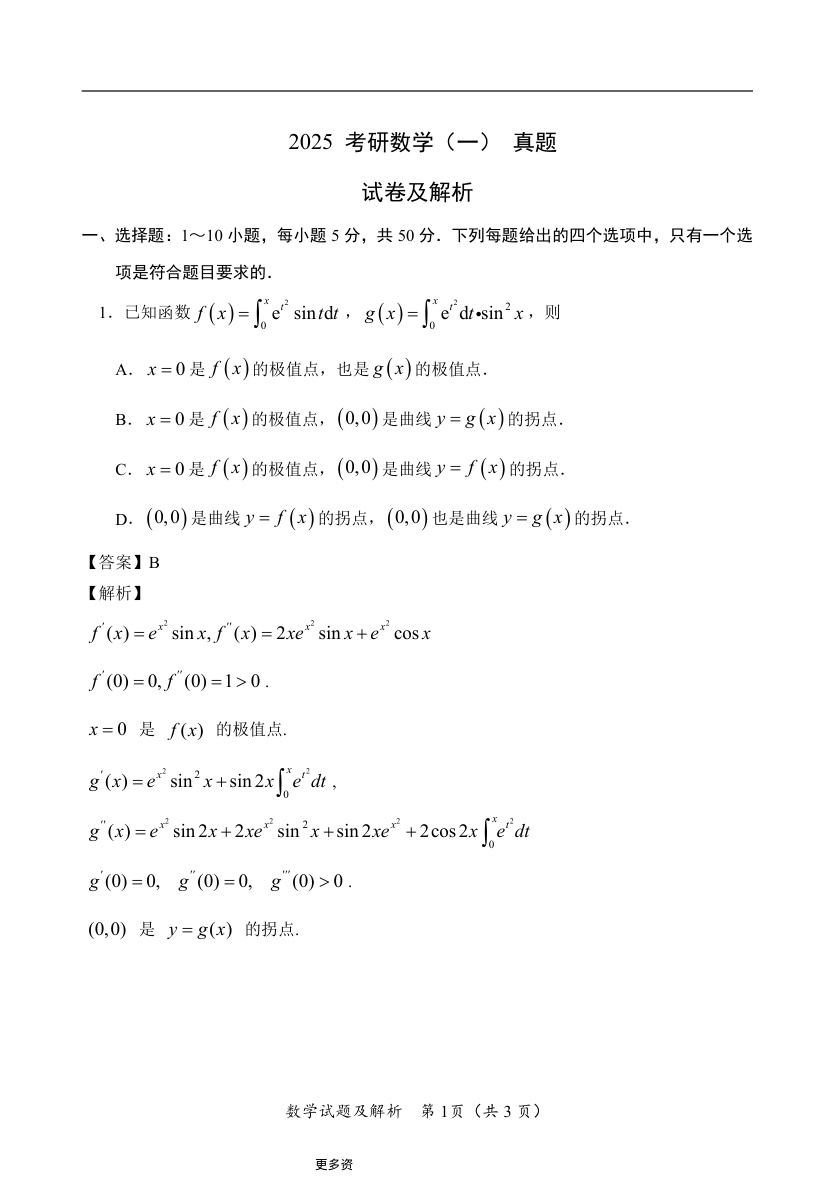 2025 考研数学（一） 真题
试卷及解析
一、选择题：1～10 小题，每小题 5 分，共 50 分．下列每题给出的四个选项中，只有一个选
项是符合题目要求的．
1．已知函数 f(x)=∫₀ˣ e^{t²} sin tdt，g(x)=∫₀ˣ e^{t²} dt•sin² x，则
A． x=0 是 f(x) 的极值点，也是 g(x) 的极值点．
B． x=0 是 f(x) 的极值点，(0,0) 是曲线 y=g(x) 的拐点．
C． x=0 是 f(x) 的极值点，(0,0) 是曲线 y=f(x) 的拐点．
D．(0,0) 是曲线 y=f(x) 的拐点，(0,0) 也是曲线 y=g(x) 的拐点．
【答案】B
【解析】
f′(x)=e^{x²} sin x, f″(x)=2xe^{x²} sin x+e^{x²} cos x
f′(0)=0, f″(0)=1>0 .
x=0 是 f(x) 的极值点.
g′(x)=e^{x²} sin² x+sin 2x∫₀ˣ e^{t²} dt ,
g″(x)=e^{x²} sin 2x+2xe^{x²} sin² x+sin 2xe^{x²}+2cos 2x∫₀ˣ e^{t²} dt
g′(0)=0, g″(0)=0, g‴(0)>0 .
(0,0) 是 y=g(x) 的拐点.
数学试题及解析 第 1页（共 3 页）
更多资